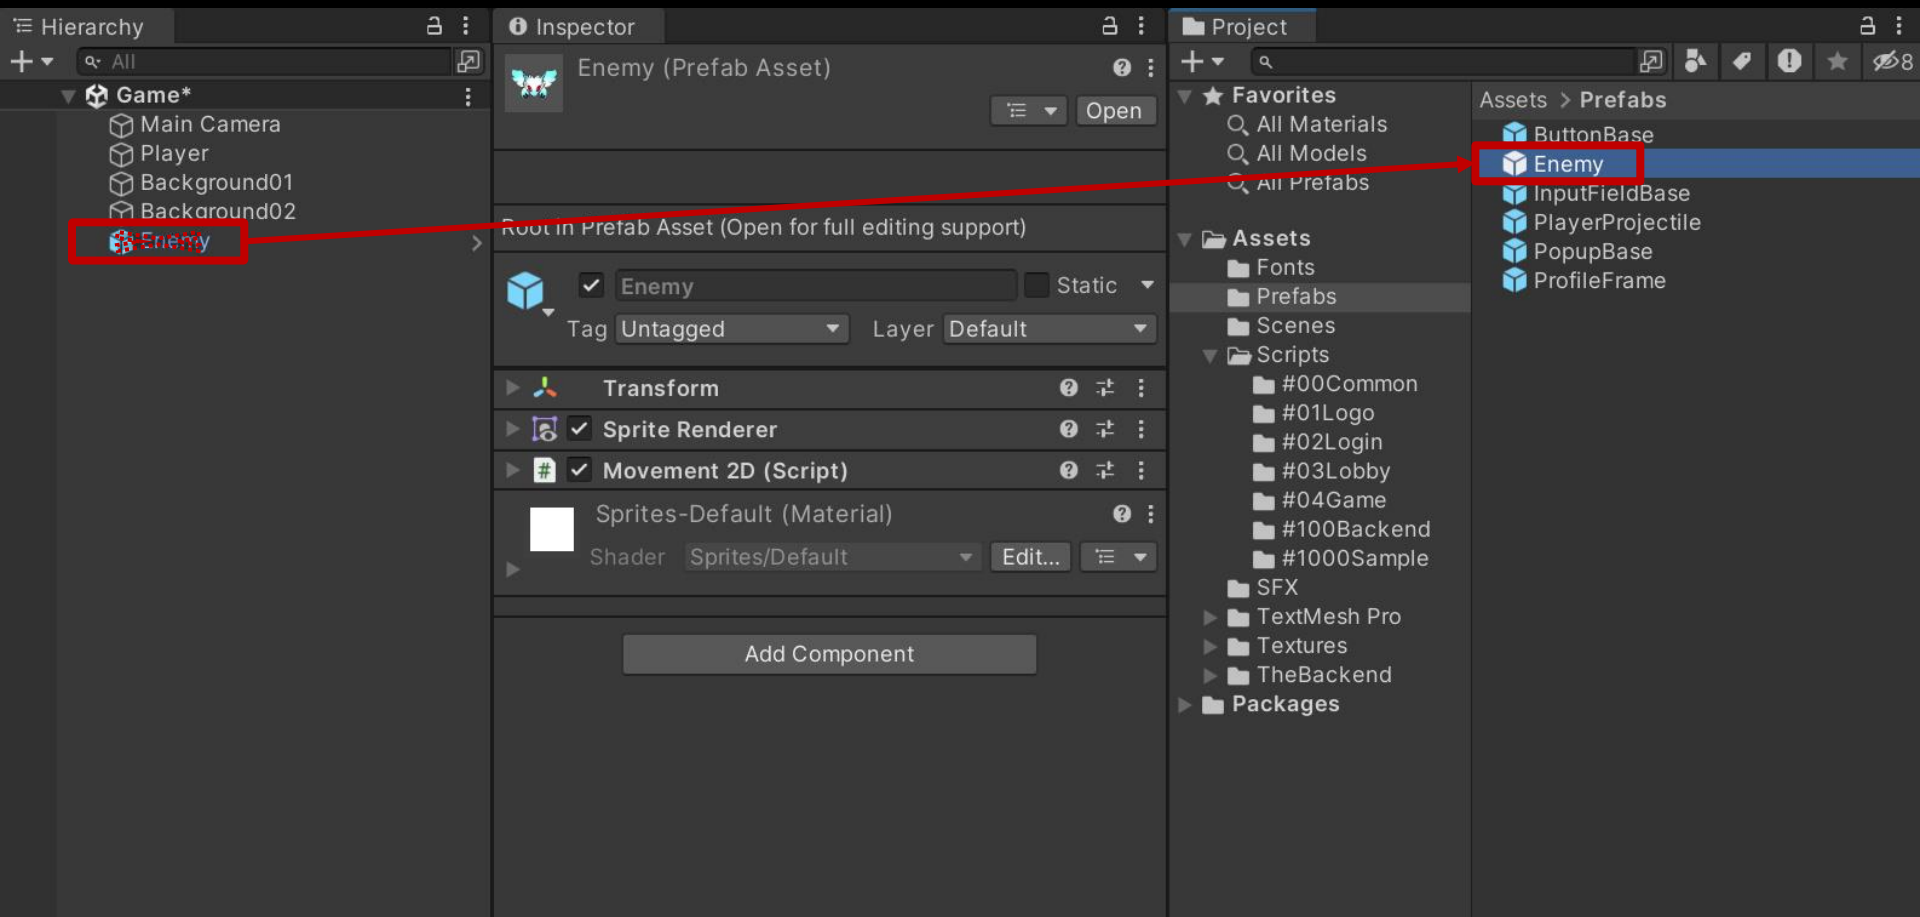 Hierarchy
All
Game*
Main Camera
Player
Background01
Background02
Enemy
Inspector
Enemy (Prefab Asset)
Open
Root in Prefab Asset (Open for full editing support)
Enemy
Static
Tag Untagged
Layer Default
Transform
Sprite Renderer
# Movement 2D (Script)
Sprites-Default (Material)
Shader Sprites/Default
Edit...
Add Component
Project
8
Favorites
All Materials
All Models
All Prefabs
Assets
Fonts
Prefabs
Scenes
Scripts
#00Common
#01Logo
#02Login
#03Lobby
#04Game
#100Backend
#1000Sample
SFX
TextMesh Pro
Textures
TheBackend
Packages
Assets > Prefabs
ButtonBase
Enemy
InputFieldBase
PlayerProjectile
PopupBase
ProfileFrame